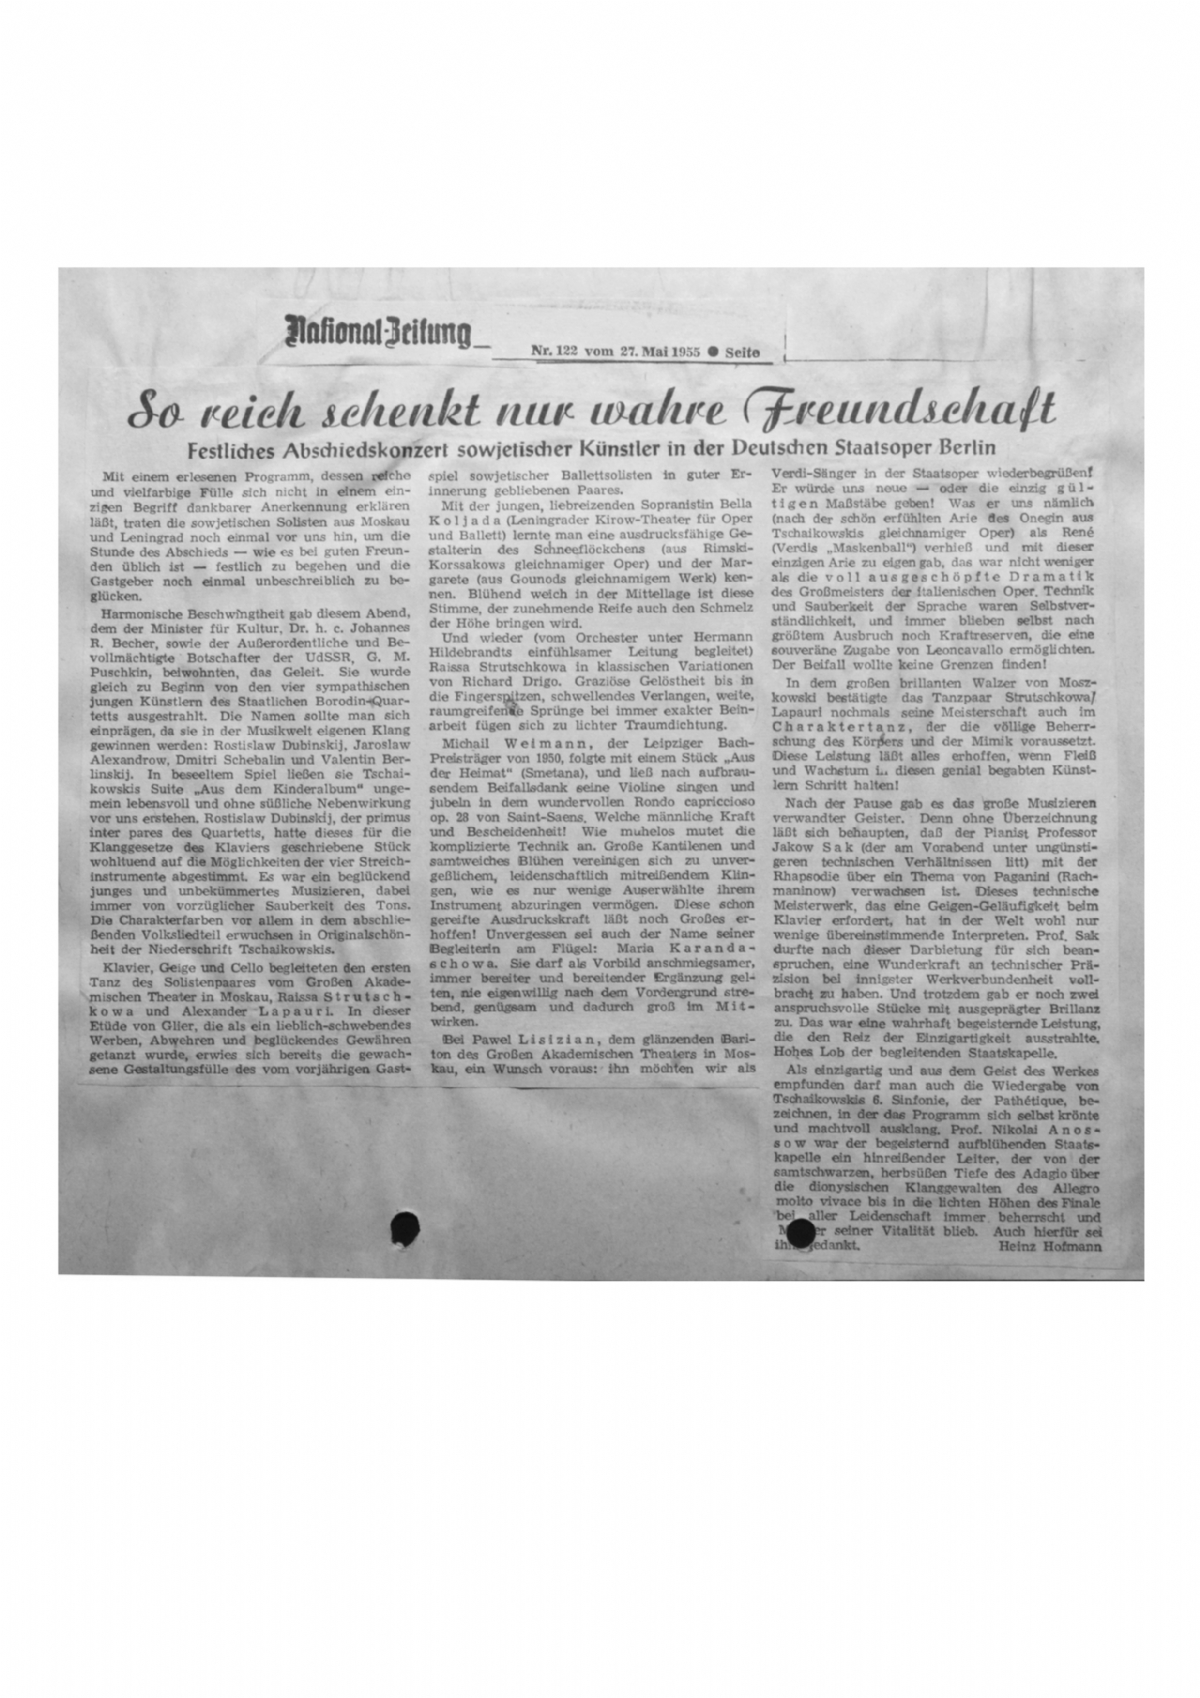 National-Zeitung
Nr. 122 vom 27. Mai 1955 ● Seite
So reich schenkt nur wahre Freundschaft
Festliches Abschiedskonzert sowjetischer Künstler in der Deutschen Staatsoper Berlin
Mit einem erlesenen Programm, dessen reiche
und vielfarbige Fülle sich nicht in einem ein-
zigen Begriff dankbarer Anerkennung erklären
läßt, traten die sowjetischen Solisten aus Moskau
und Leningrad noch einmal vor uns hin, um die
Stunde des Abschieds — wie es bei guten Freun-
den üblich ist — festlich zu begehen und die
Gastgeber noch einmal unbeschreiblich zu be-
glücken.
Harmonische Beschwingtheit gab diesem Abend,
dem der Minister für Kultur, Dr. h. c. Johannes
R. Becher, sowie der Außerordentliche und Be-
vollmächtigte Botschafter der UdSSR, G. M.
Puschkin, beiwohnten, das Geleit. Sie wurde
gleich zu Beginn von den vier sympathischen
jungen Künstlern des Staatlichen Borodin-Quar-
tetts ausgestrahlt. Die Namen sollte man sich
einprägen, da sie in der Musikwelt eigenen Klang
gewinnen werden: Rostislaw Dubinskij, Jaroslaw
Alexandrow, Dmitri Schebalin und Valentin Ber-
linskij. In beseeltem Spiel ließen sie Tschai-
kowskis Suite „Aus dem Kinderalbum“ unge-
mein lebensvoll und ohne süßliche Nebenwirkung
vor uns erstehen. Rostislaw Dubinskij, der primus
inter pares des Quartetts, hatte dieses für die
Klanggesetze des Klaviers geschriebene Stück
wohltuend auf die Möglichkeiten der vier Streich-
instrumente abgestimmt. Es war ein beglückend
junges und unbekümmertes Musizieren, dabei
immer von vorzüglicher Sauberkeit des Tons.
Die Charakterfarben vor allem in dem abschlie-
ßenden Volksliedteil erwuchsen in Originalschön-
heit der Niederschrift Tschaikowskis.
Klavier, Geige und Cello begleiteten den ersten
Tanz des Solistenpaares vom Großen Akade-
mischen Theater in Moskau, Raissa Strutsch-
kowa und Alexander Lapauri. In dieser
Etüde von Glier, die als ein lieblich-schwebendes
Werben, Abwehren und beglückendes Gewähren
getanzt wurde, erwies sich bereits die gewach-
sene Gestaltungsfülle des vom vorjährigen Gast-
spiel sowjetischer Ballettsolisten in guter Er-
innerung gebliebenen Paares.
Mit der jungen, liebreizenden Sopranistin Bella
Koljada (Leningrader Kirow-Theater für Oper
und Ballett) lernte man eine ausdrucksfähige Ge-
stalterin des Schneeflöckchens (aus Rimski-
Korssakows gleichnamiger Oper) und der Mar-
garete (aus Gounods gleichnamigem Werk) ken-
nen. Blühend weich in der Mittellage ist diese
Stimme, der zunehmende Reife auch den Schmelz
der Höhe bringen wird.
Und wieder (vom Orchester unter Hermann
Hildebrandts einfühlsamer Leitung begleitet)
Raissa Strutschkowa in klassischen Variationen
von Richard Drigo. Graziöse Gelöstheit bis in
die Fingerspitzen, schwellendes Verlangen, weite,
raumgreifende Sprünge bei immer exakter Bein-
arbeit fügen sich zu lichter Traumdichtung.
Michail Weimann, der Leipziger Bach-
Preisträger von 1950, folgte mit einem Stück „Aus
der Heimat“ (Smetana), und ließ nach aufbrau-
sendem Beifallsdank seine Violine singen und
jubeln in dem wundervollen Rondo capriccioso
op. 28 von Saint-Saens. Welche männliche Kraft
und Bescheidenheit! Wie mühelos mutet die
komplizierte Technik an. Große Kantilenen und
samtweiches Blühen vereinigen sich zu unver-
geßlichem, leidenschaftlich mitreißendem Klin-
gen, wie es nur wenige Auserwählte ihrem
Instrument abzuringen vermögen. Diese schon
gereifte Ausdruckskraft läßt noch Großes er-
hoffen! Unvergessen sei auch der Name seiner
Begleiterin am Flügel: Maria Karanda-
schowa. Sie darf als Vorbild anschmiegsamer,
immer bereiter und bereitender Ergänzung gel-
ten, nie eigenwillig nach dem Vordergrund stre-
bend, genügsam und dadurch groß im Mit-
wirken.
Bei Pawel Lisizian, dem glänzenden Bari-
ton des Großen Akademischen Theaters in Mos-
kau, ein Wunsch voraus: ihn möchten wir als
Verdi-Sänger in der Staatsoper wiederbegrüßen!
Er würde uns neue — oder die einzig gül-
tigen Maßstäbe geben! Was er uns nämlich
(nach der schön erfühlten Arie des Onegin aus
Tschaikowskis gleichnamiger Oper) als René
(Verdis „Maskenball“) verhieß und mit dieser
einzigen Arie zu eigen gab, das war nicht weniger
als die voll ausgeschöpfte Dramatik
des Großmeisters der italienischen Oper. Technik
und Sauberkeit der Sprache waren Selbstver-
ständlichkeit, und immer blieben selbst nach
größtem Ausbruch noch Kraftreserven, die eine
souveräne Zugabe von Leoncavallo ermöglichten.
Der Beifall wollte keine Grenzen finden!
In dem großen brillanten Walzer von Mosz-
kowski bestätigte das Tanzpaar Strutschkowa/
Lapauri nochmals seine Meisterschaft auch im
Charaktertanz, der die völlige Beherr-
schung des Körpers und der Mimik voraussetzt.
Diese Leistung läßt alles erhoffen, wenn Fleiß
und Wachstum diesen genial begabten Künst-
lern Schritt halten!
Nach der Pause gab es das große Musizieren
verwandter Geister. Denn ohne Überzeichnung
läßt sich behaupten, daß der Pianist Professor
Jakow Sak (der am Vorabend unter ungünsti-
geren technischen Verhältnissen litt) mit der
Rhapsodie über ein Thema von Paganini (Rach-
maninow) verwachsen ist. Dieses technische
Meisterwerk, das eine Geigen-Geläufigkeit beim
Klavier erfordert, hat in der Welt wohl nur
wenige übereinstimmende Interpreten. Prof. Sak
durfte nach dieser Darbietung für sich bean-
spruchen, eine Wunderkraft an technischer Prä-
zision bei innigster Werkverbundenheit voll-
bracht zu haben. Und trotzdem gab er noch zwei
anspruchsvolle Stücke mit ausgeprägter Brillanz
zu. Das war eine wahrhaft begeisternde Leistung,
die den Reiz der Einzigartigkeit ausstrahlte.
Hohes Lob der begleitenden Staatskapelle.
Als einzigartig und aus dem Geist des Werkes
empfunden darf man auch die Wiedergabe von
Tschaikowskis 6. Sinfonie, der Pathétique, be-
zeichnen, in der das Programm sich selbst krönte
und machtvoll ausklang. Prof. Nikolai Anos-
sow war der begeisternd aufblühenden Staats-
kapelle ein hinreißender Leiter, der von der
samtschwarzen, herbsüßen Tiefe des Adagio über
die dionysischen Klanggewalten des Allegro
molto vivace bis in die lichten Höhen des Finale
bei aller Leidenschaft immer beherrscht und
seiner Vitalität blieb. Auch hierfür sei
gedankt. Heinz Hofmann